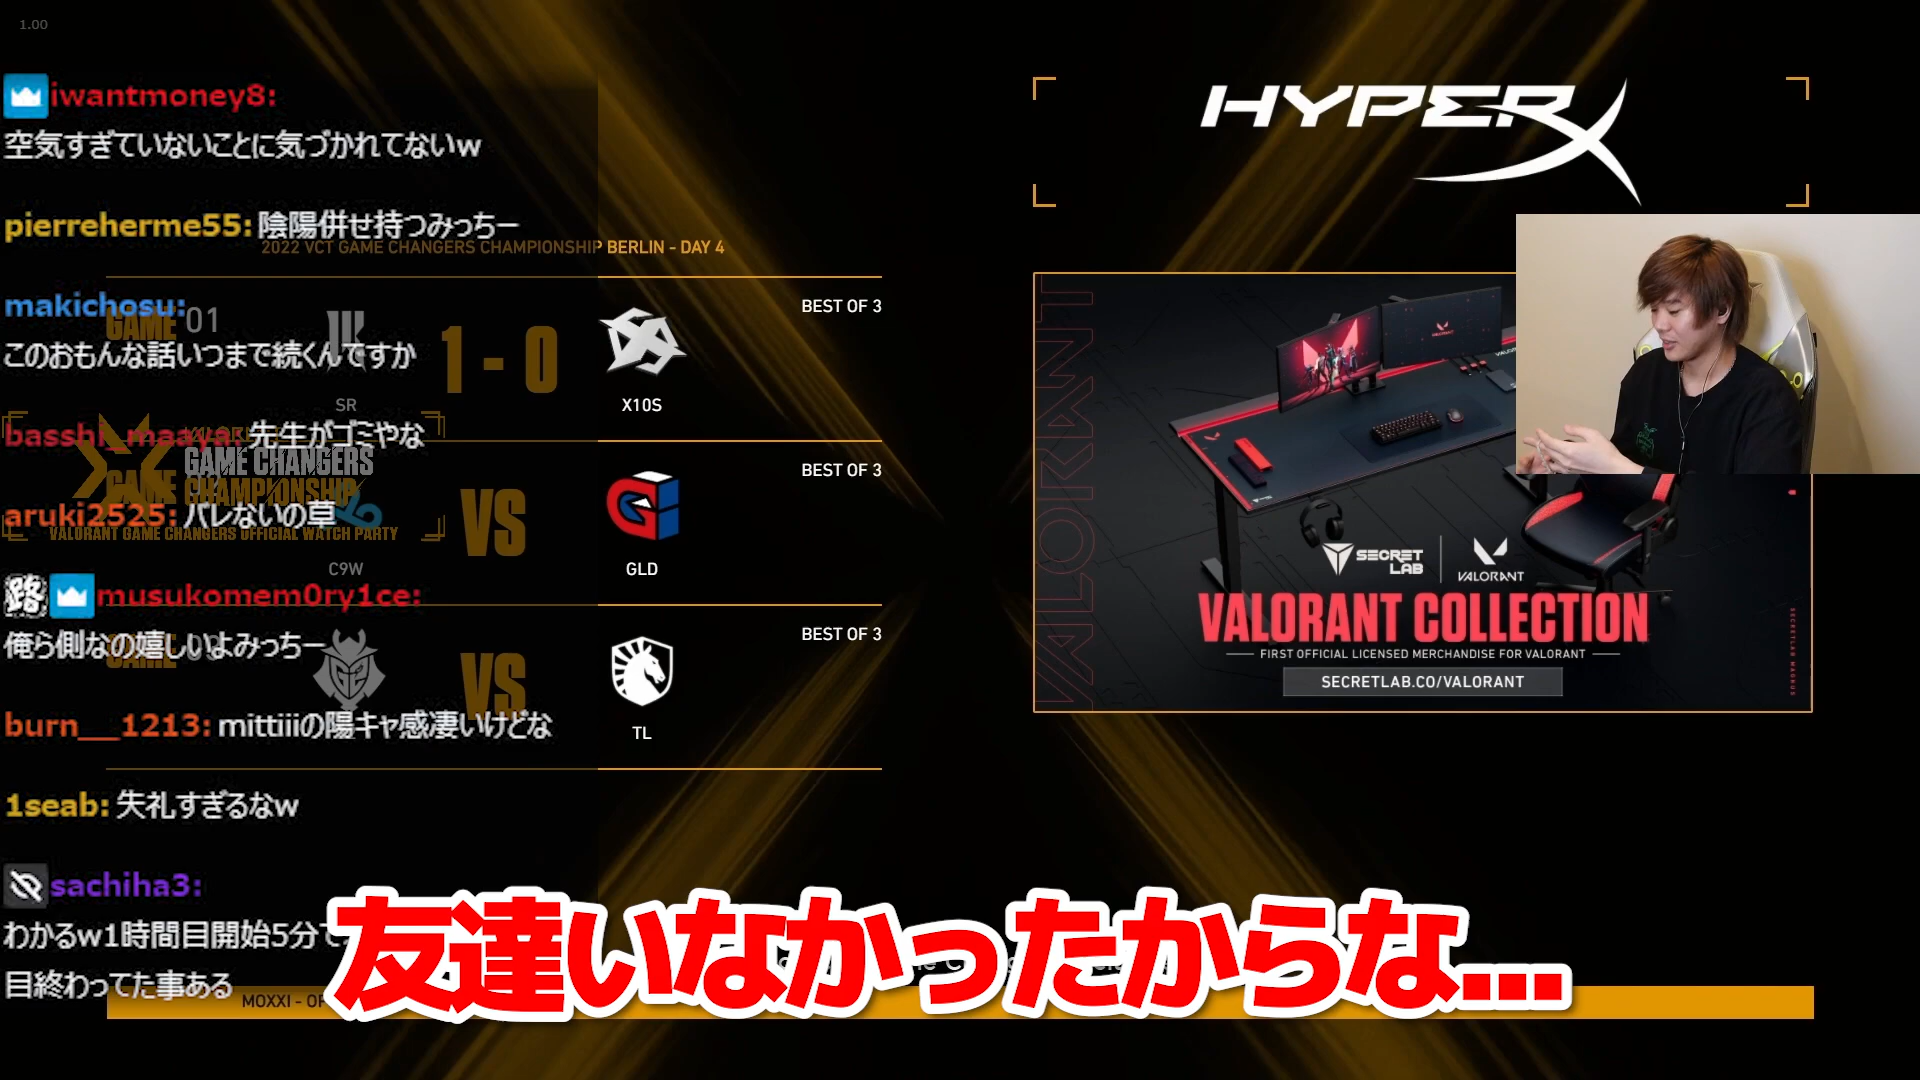 1.00
iwantmoney8:
空気すぎていないことに気づかれてないw
pierreherme55: 陰陽併せ持つみっちー
makichosu:
このおもんな話いつまで続くんですか
basshi_maaya: 先生がゴミやな
aruki2525: バレないの草
musukomem0ry1ce:
俺ら側なの嬉しいよみっちー
burn__1213: mittiiiの陽キャ感凄いけどな
1seab: 失礼すぎるなw
sachiha3:
わかるw1時間目開始5分で
目終わってた事ある
2022 VCT GAME CHANGERS CHAMPIONSHIP BERLIN - DAY 4
GAME 01
SR
1 - 0
X10S
BEST OF 3
GAME
C9W
VS
GLD
BEST OF 3
GAME
VS
TL
BEST OF 3
GAME CHANGERS
CHAMPIONSHIP
VALORANT GAME CHANGERS OFFICIAL WATCH PARTY
HYPERX
VALORANT
SECRET
LAB
VALORANT
VALORANT COLLECTION
FIRST OFFICIAL LICENSED MERCHANDISE FOR VALORANT
SECRETLAB.CO/VALORANT
MOXXI - OP
友達いなかったからな...